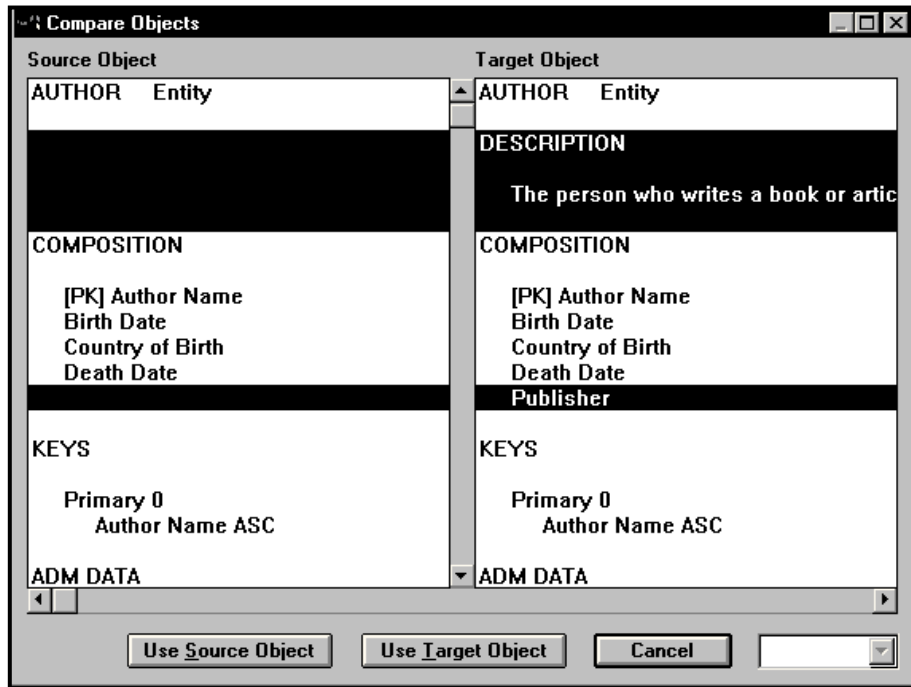 Compare Objects
Source Object
AUTHOR Entity
COMPOSITION
[PK] Author Name
Birth Date
Country of Birth
Death Date
KEYS
Primary 0
Author Name ASC
ADM DATA
Target Object
AUTHOR Entity
DESCRIPTION
The person who writes a book or artic
COMPOSITION
[PK] Author Name
Birth Date
Country of Birth
Death Date
Publisher
KEYS
Primary 0
Author Name ASC
ADM DATA
Use Source Object
Use Target Object
Cancel